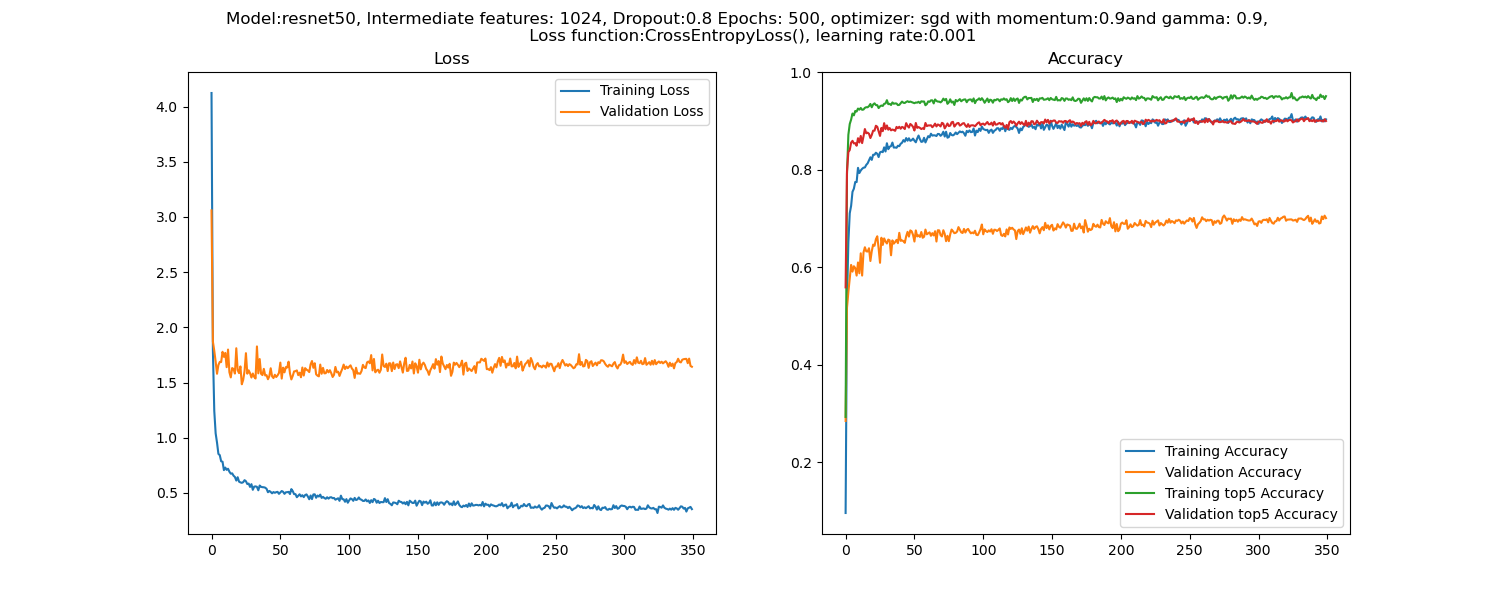 Model:resnet50, Intermediate features: 1024, Dropout:0.8 Epochs: 500, optimizer: sgd with momentum:0.9and gamma: 0.9,
Loss function:CrossEntropyLoss(), learning rate:0.001
Loss
Training Loss
Validation Loss
4.0
3.5
3.0
2.5
2.0
1.5
1.0
0.5
0 50 100 150 200 250 300 350
Accuracy
1.0
0.8
0.6
0.4
0.2
Training Accuracy
Validation Accuracy
Training top5 Accuracy
Validation top5 Accuracy
0 50 100 150 200 250 300 350